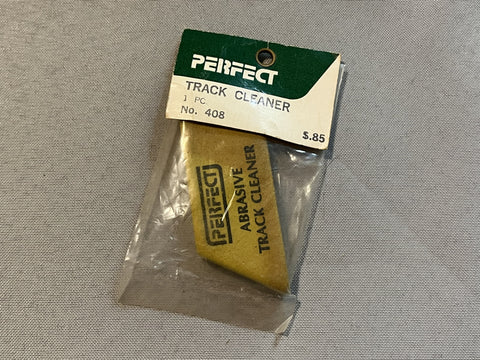 PERFECT
TRACK CLEANER
1 PC.
No. 408
$.85
PERFECT
ABRASIVE
TRACK CLEANER